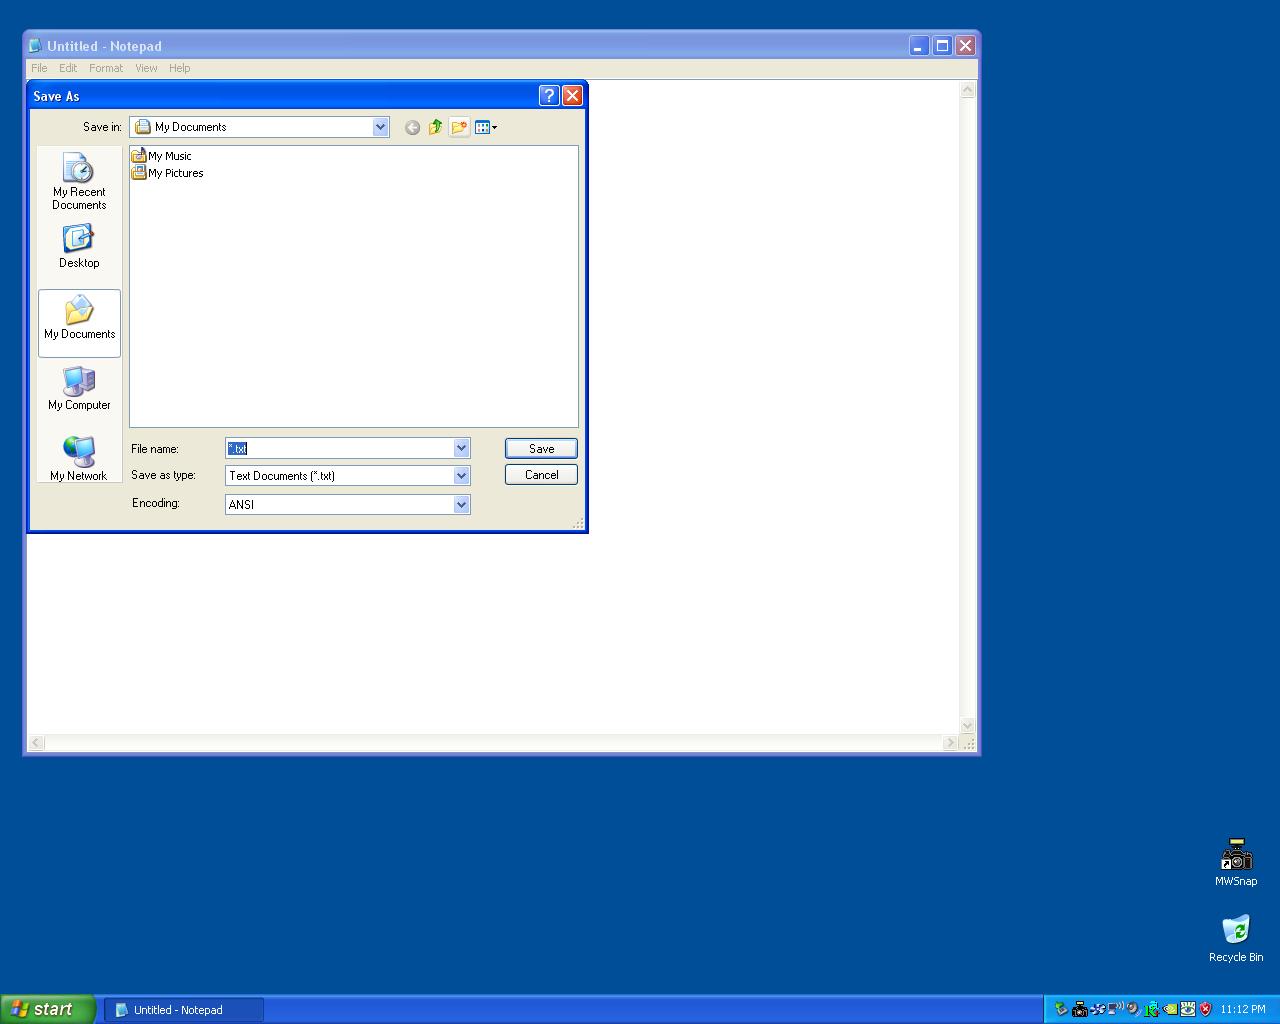 Untitled - Notepad
File Edit Format View Help
Save As
Save in: My Documents
My Music
My Pictures
My Recent
Documents
Desktop
My Documents
My Computer
My Network
File name: *.txt Save
Save as type: Text Documents (*.txt) Cancel
Encoding: ANSI
MWSnap
Recycle Bin
start Untitled - Notepad 11:12 PM